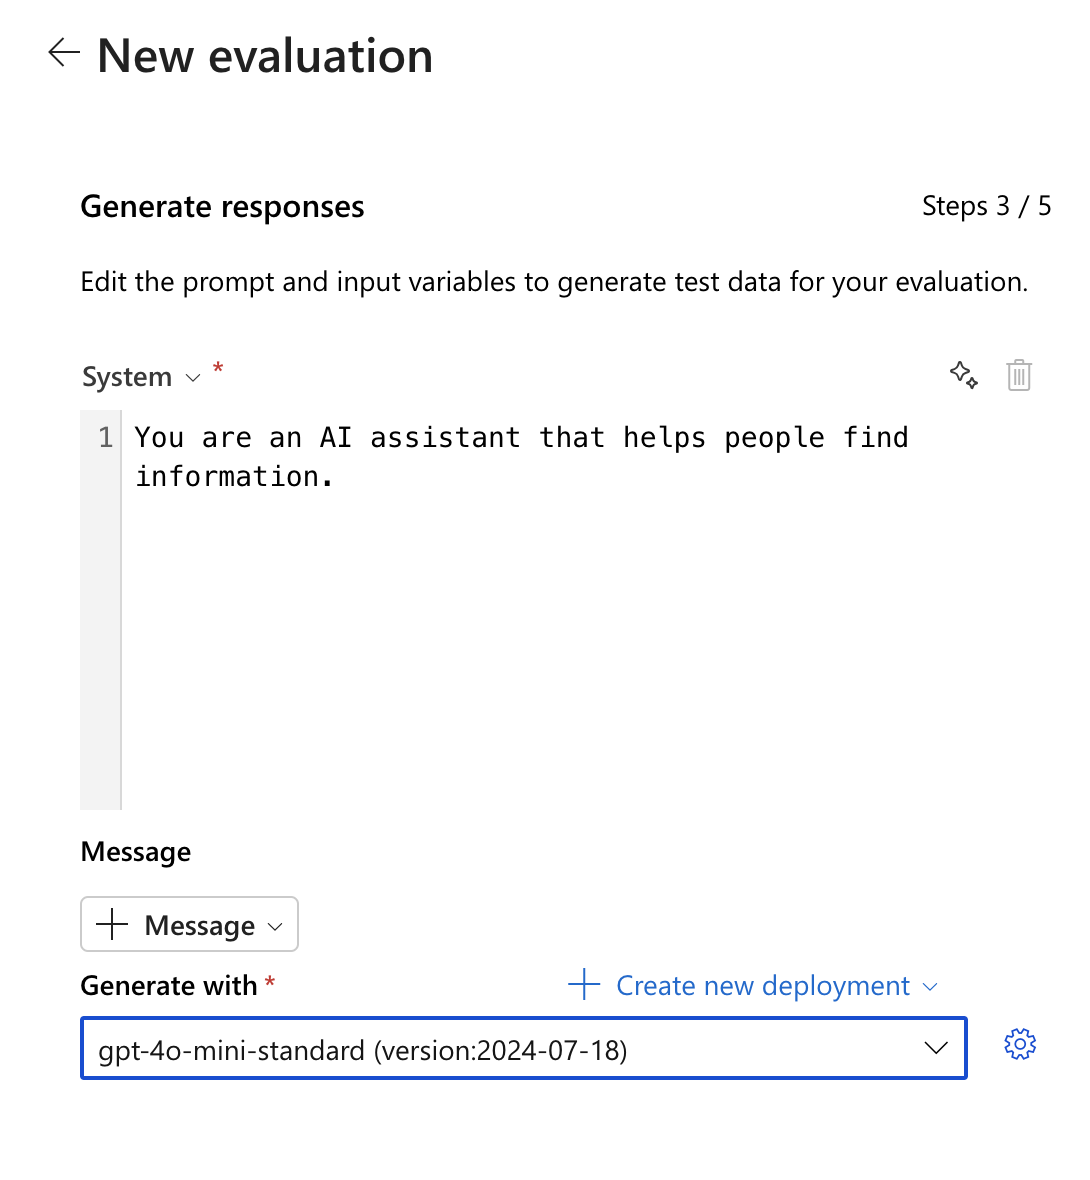 New evaluation
Generate responses
Steps 3 / 5
Edit the prompt and input variables to generate test data for your evaluation.
System *
1 You are an AI assistant that helps people find
information.
Message
Message
Generate with *
Create new deployment
gpt-4o-mini-standard (version:2024-07-18)